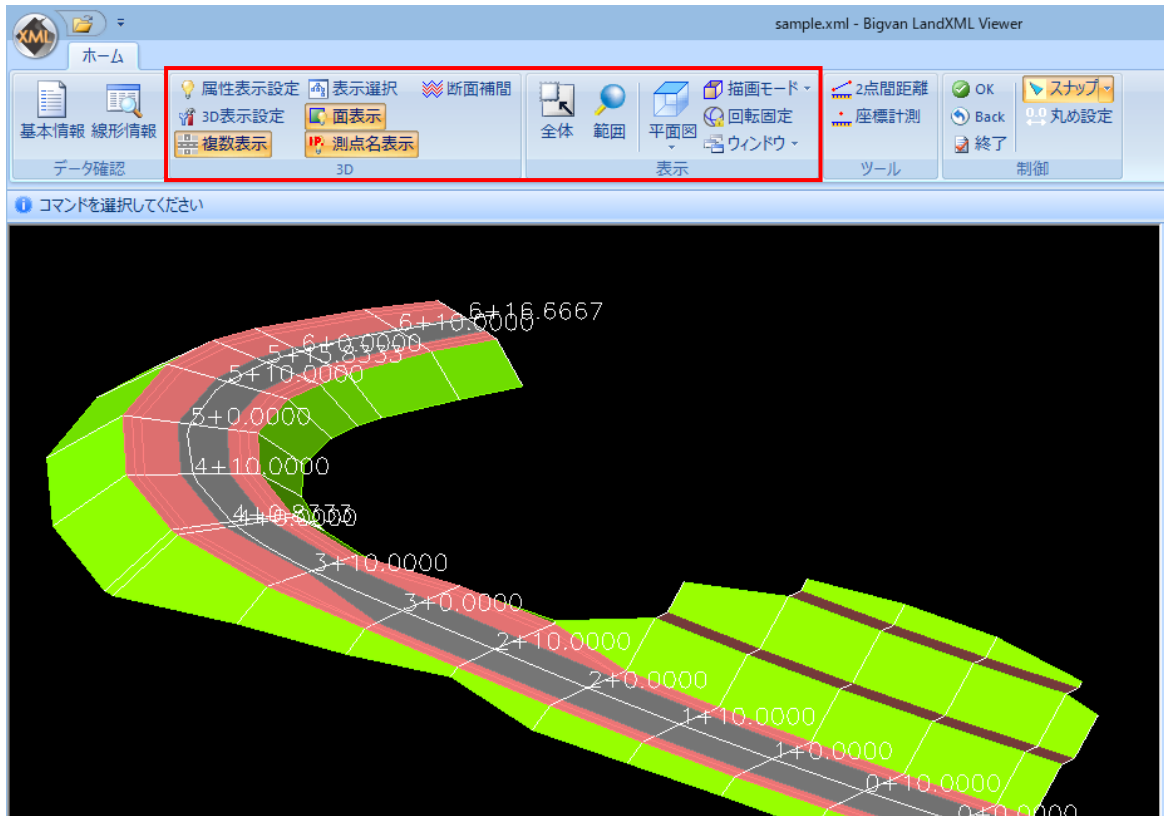 XML
sample.xml - Bigvan LandXML Viewer
ホーム
属性表示設定 表示選択 断面補間
3D表示設定 面表示
複数表示 測点名表示
基本情報 線形情報
全体 範囲 平面図
描画モード
回転固定
ウィンドウ
2点間距離
座標計測
OK スナップ
Back 丸め設定
終了
データ確認 3D 表示 ツール 制御
コマンドを選択してください
6+16.6667
6+10.0000
6+0.0000
5+15.8333
5+10.0000
5+0.0000
4+10.0000
3+10.0000
3+0.0000
2+10.0000
2+0.0000
1+10.0000
1+0.0000
0+10.0000
0+0.0000